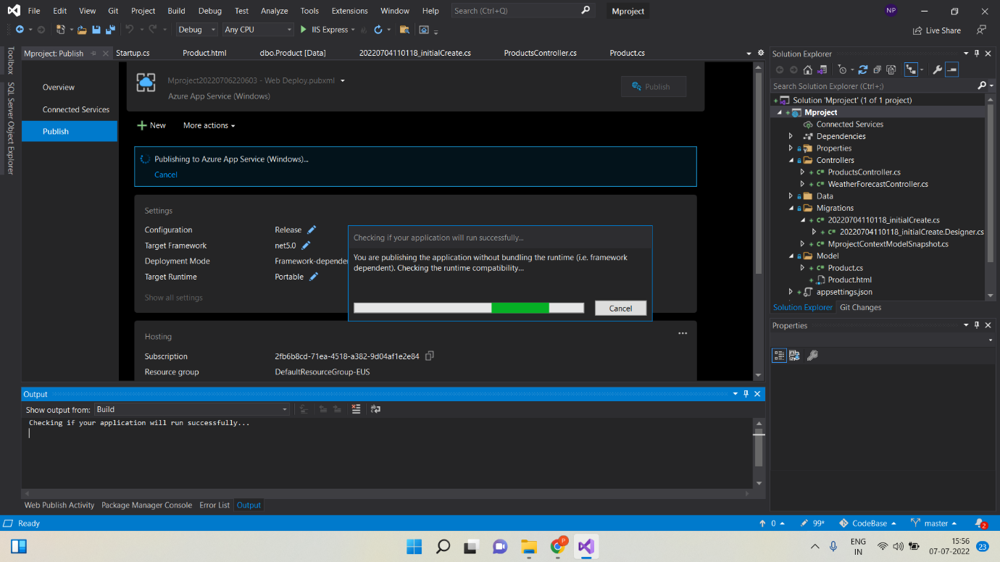 File Edit View Git Project Build Debug Test Analyze Tools Extensions Window Help Search (Ctrl+Q) Mproject NP
Debug Any CPU IIS Express Live Share
Toolbox
SQL Server Object Explorer
Mproject: Publish Startup.cs Product.html dbo.Product [Data] 20220704110118_initialCreate.cs ProductsController.cs Product.cs
Overview
Connected Services
Publish
Mproject20220706220603 - Web Deploy.pubxml
Azure App Service (Windows)
Publish
New More actions
Publishing to Azure App Service (Windows)...
Cancel
Settings
Configuration Release
Target Framework net5.0
Deployment Mode Framework-depende
Target Runtime Portable
Show all settings
Checking if your application will run successfully...
You are publishing the application without bundling the runtime (i.e. framework
dependent). Checking the runtime compatibility...
Cancel
Hosting
Subscription 2fb6b8cd-71ea-4518-a382-9d04af1e2e84
Resource group DefaultResourceGroup-EUS
Output
Show output from: Build
Checking if your application will run successfully...
Web Publish Activity Package Manager Console Error List Output
Solution Explorer
Search Solution Explorer (Ctrl+;)
Solution 'Mproject' (1 of 1 project)
Mproject
Connected Services
Dependencies
Properties
Controllers
C# ProductsController.cs
C# WeatherForecastController.cs
Data
Migrations
C# 20220704110118_initialCreate.cs
C# 20220704110118_initialCreate.Designer.cs
C# MprojectContextModelSnapshot.cs
Model
C# Product.cs
Product.html
appsettings.json
Solution Explorer Git Changes
Properties
Ready 0 99* CodeBase master 2
ENG
IN
15:56
07-07-2022
23
P